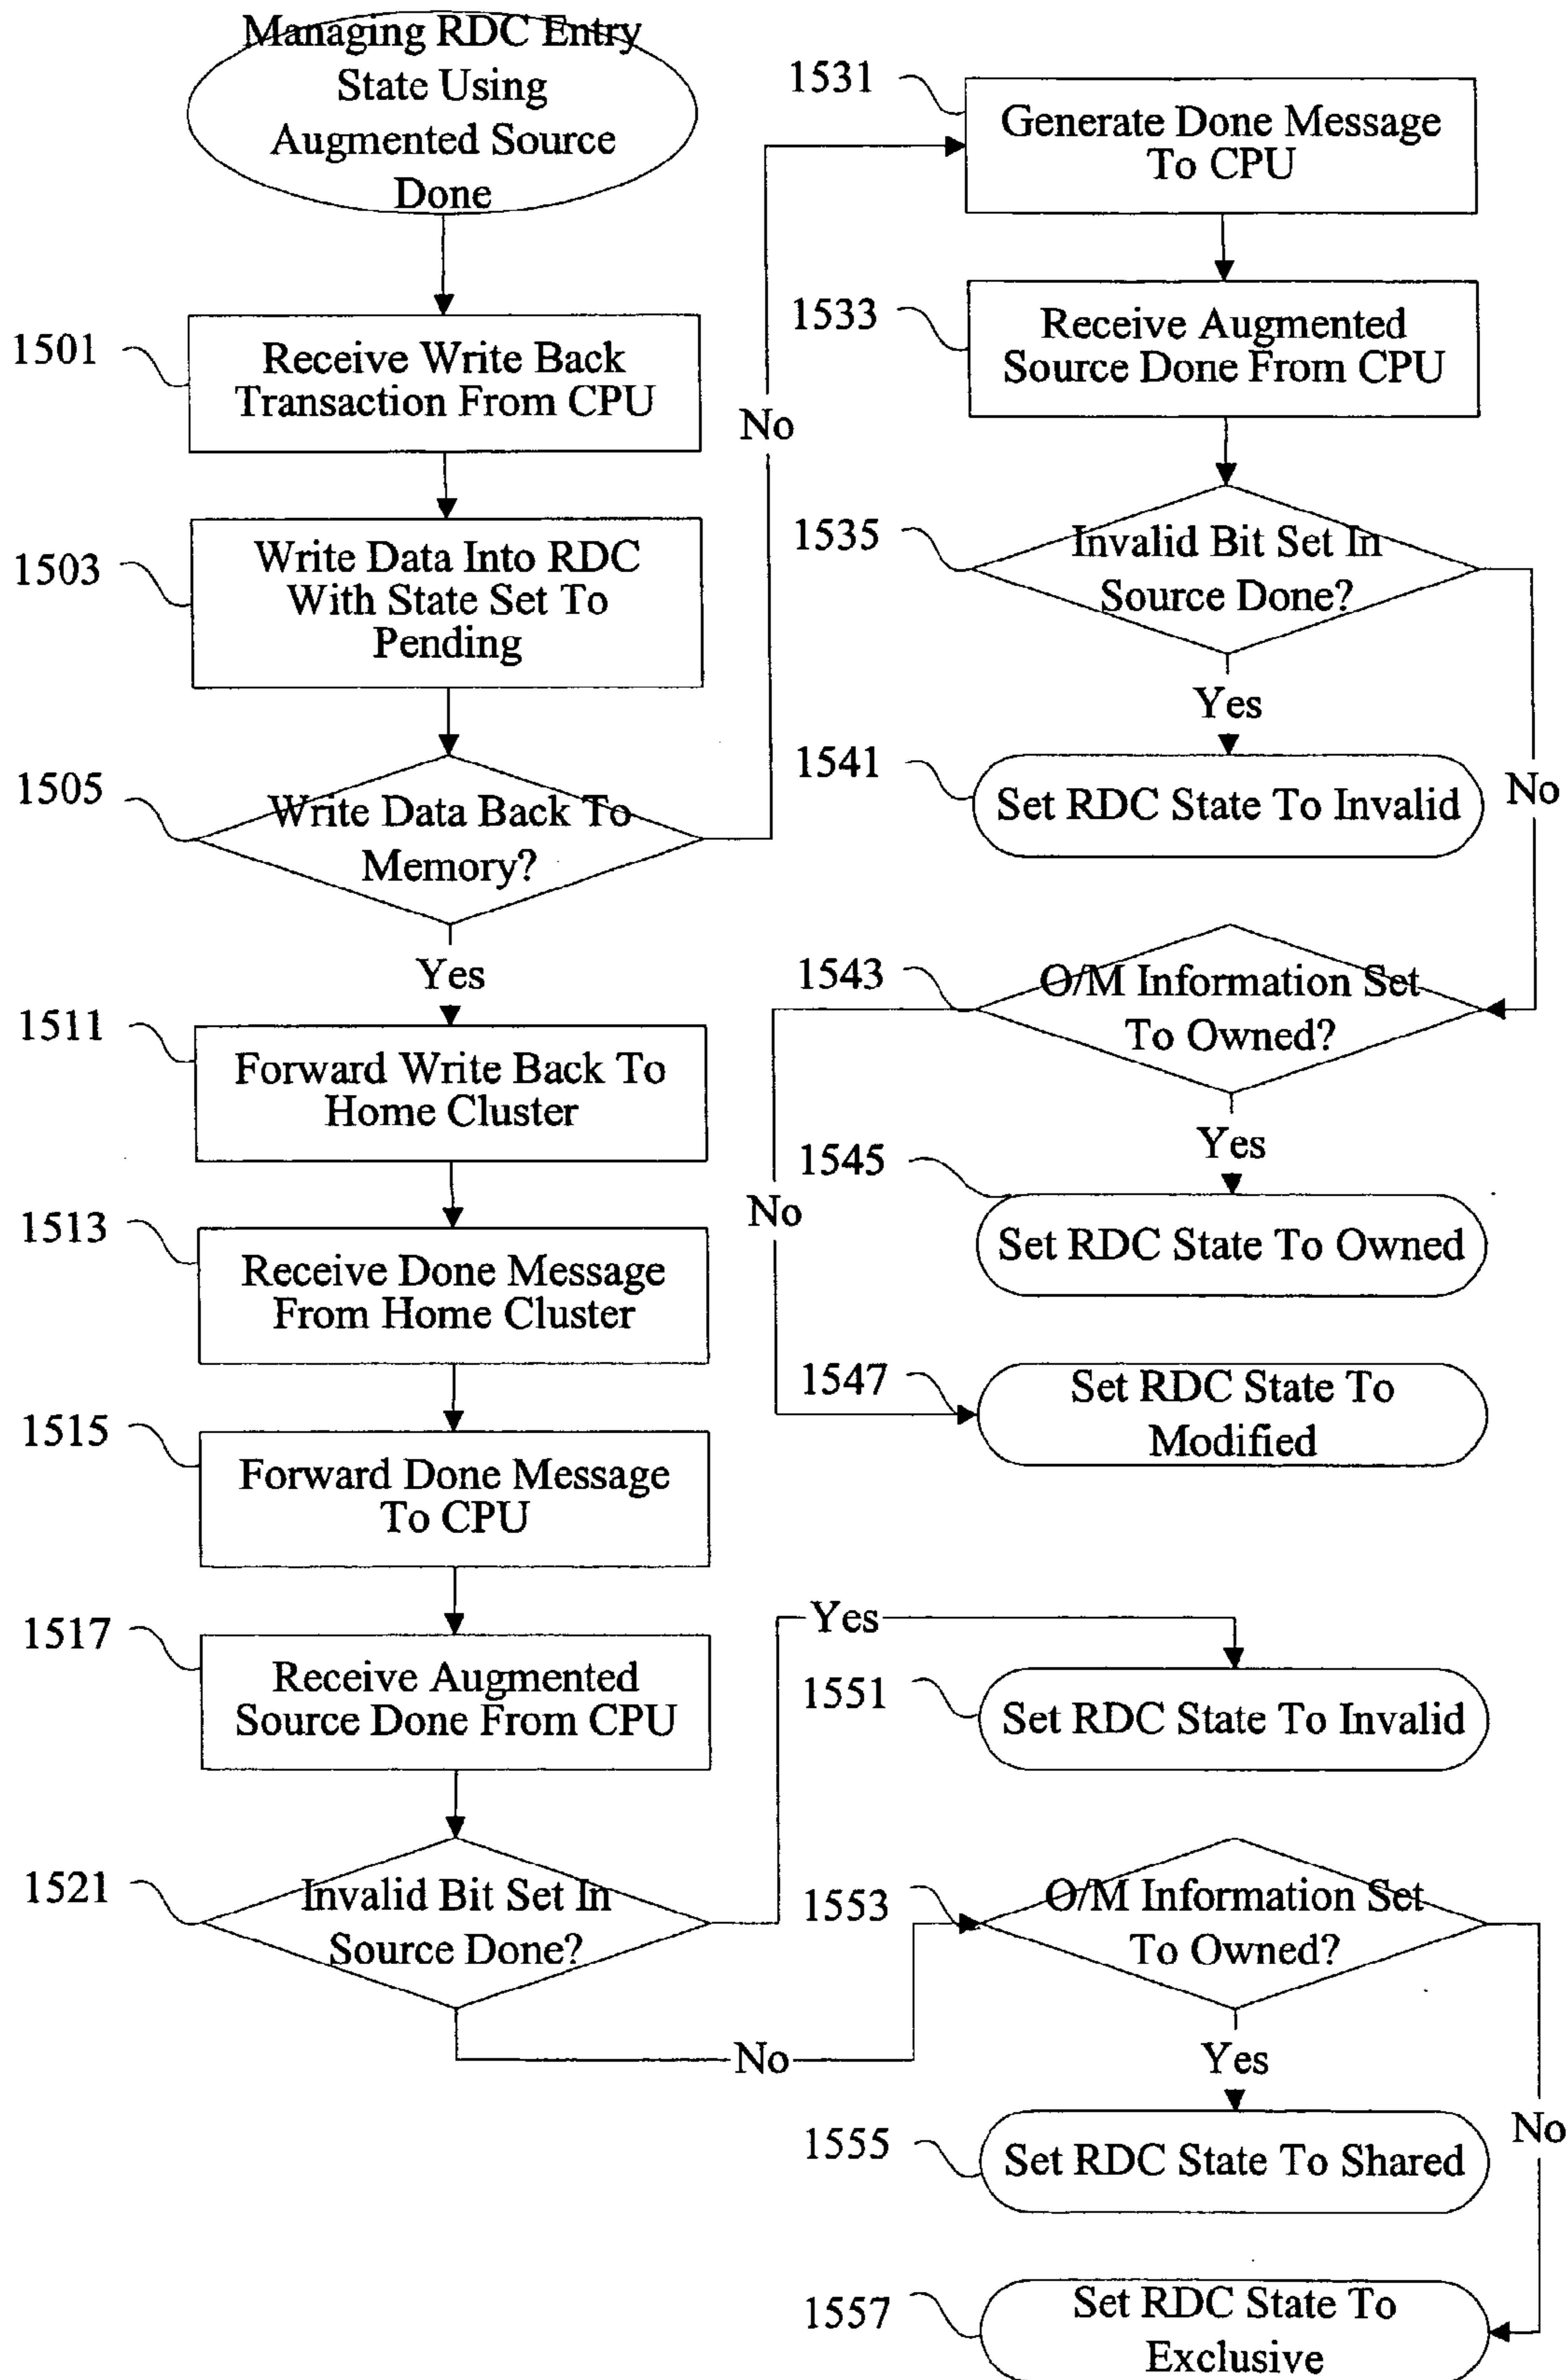 Managing RDC Entry
State Using
Augmented Source
Done
1501
Receive Write Back
Transaction From CPU
1503
Write Data Into RDC
With State Set To
Pending
1505
Write Data Back To
Memory?
No
Yes
1511
Forward Write Back To
Home Cluster
1513
Receive Done Message
From Home Cluster
1515
Forward Done Message
To CPU
1517
Receive Augmented
Source Done From CPU
1521
Invalid Bit Set In
Source Done?
Yes
No
1531
Generate Done Message
To CPU
1533
Receive Augmented
Source Done From CPU
1535
Invalid Bit Set In
Source Done?
Yes
No
1541
Set RDC State To Invalid
1543
O/M Information Set
To Owned?
Yes
No
1545
Set RDC State To Owned
1547
Set RDC State To
Modified
1551
Set RDC State To Invalid
1553
O/M Information Set
To Owned?
Yes
No
1555
Set RDC State To Shared
1557
Set RDC State To
Exclusive